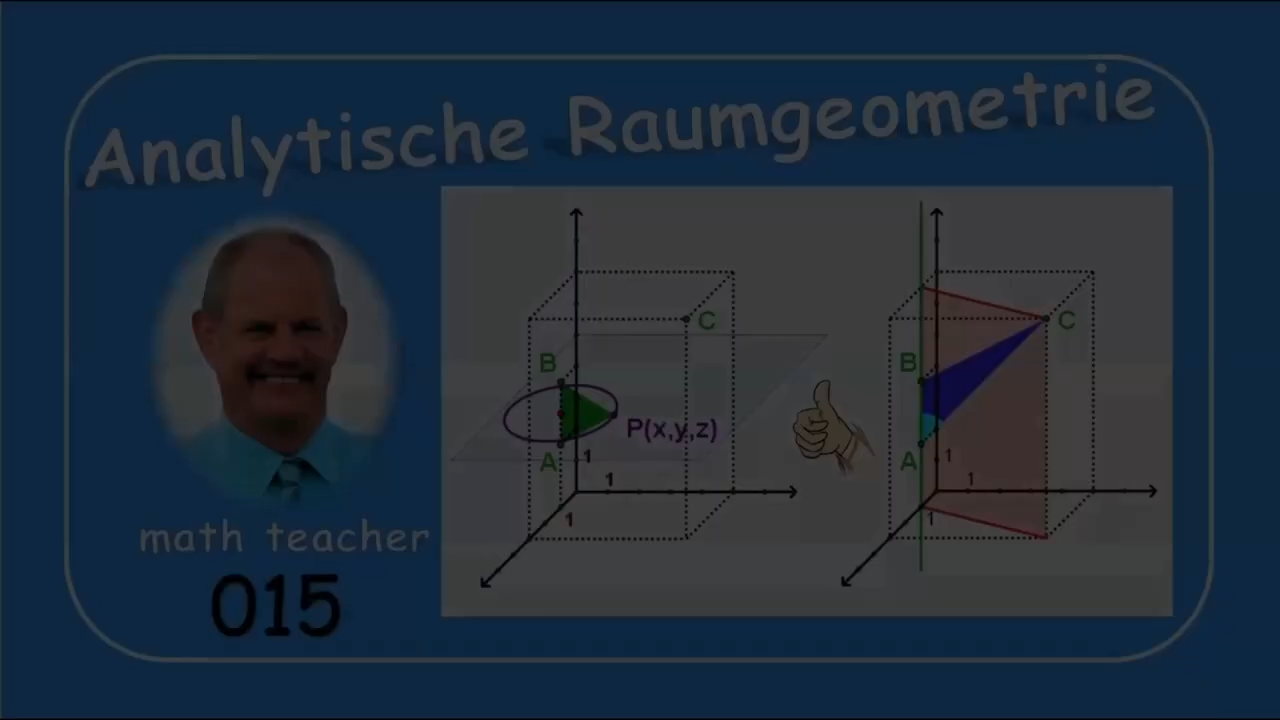 Analytische Raumgeometrie
math teacher
015
C
B
P(x,y,z)
A
1
1
1
C
B
A
1
1
1